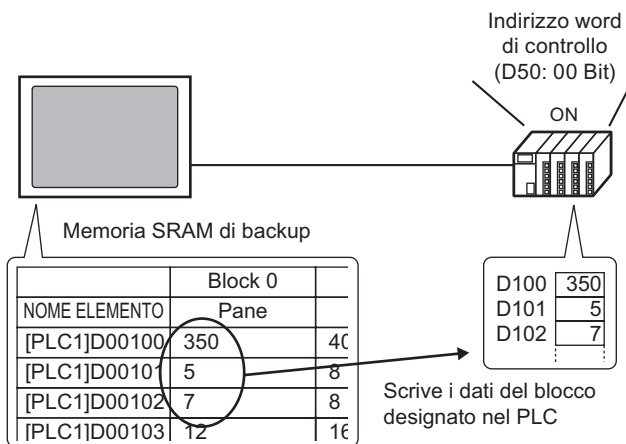 Indirizzo word
di controllo
(D50: 00 Bit)
ON
Memoria SRAM di backup
Block 0
NOME ELEMENTO Pane
[PLC1]D00100 350 40
[PLC1]D00101 5 8
[PLC1]D00102 7 8
[PLC1]D00103 12 16
D100 350
D101 5
D102 7
Scrive i dati del blocco
designato nel PLC